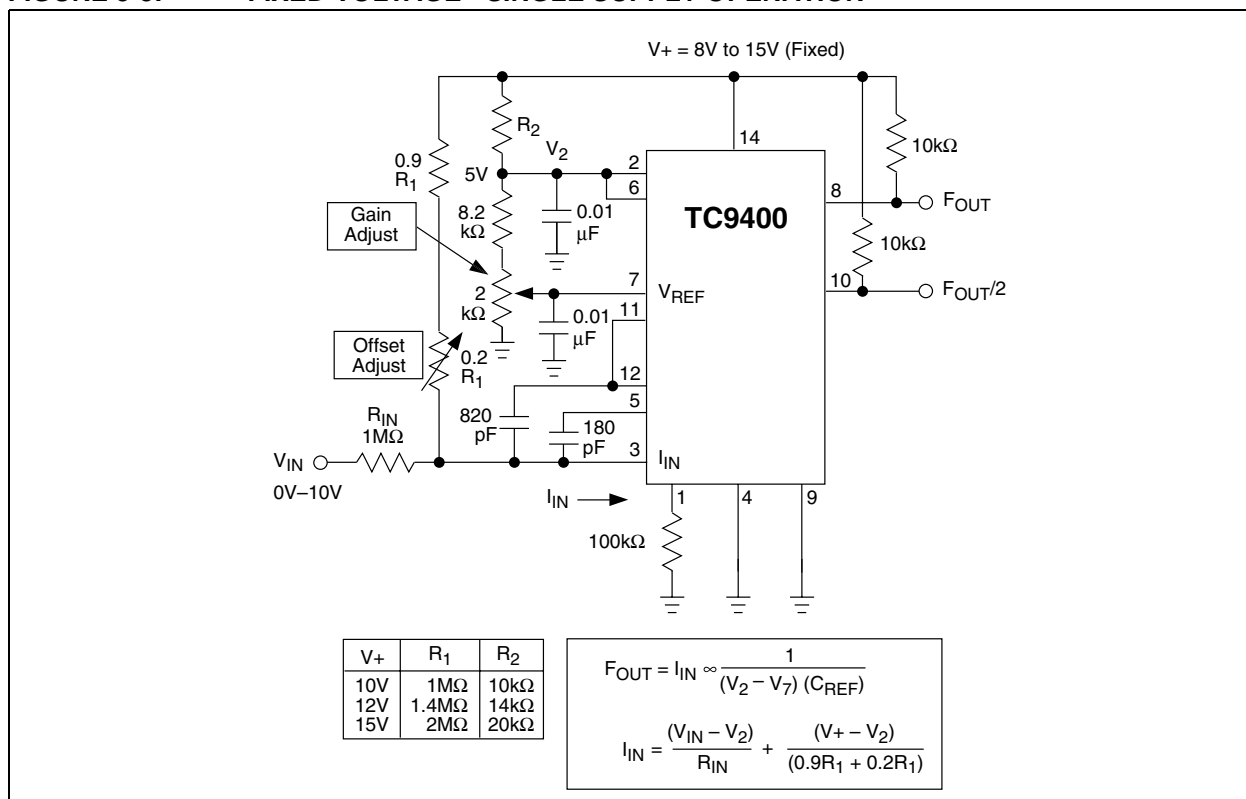 V+ = 8V to 15V (Fixed)
R2
V2
14
10kΩ
0.9
R1
5V
2
6
8
FOUT
TC9400
Gain
Adjust
8.2
kΩ
0.01
μF
10kΩ
2
kΩ
7
VREF
10
FOUT/2
11
0.01
μF
Offset
Adjust
0.2
R1
12
5
820
pF
180
pF
RIN
1MΩ
3
IIN
VIN
0V–10V
IIN
1
4
9
100kΩ
V+ R1 R2
10V 1MΩ 10kΩ
12V 1.4MΩ 14kΩ
15V 2MΩ 20kΩ
FOUT = IIN ∞ 1 / (V2 – V7) (CREF)
IIN = (VIN – V2) / RIN + (V+ – V2) / (0.9R1 + 0.2R1)